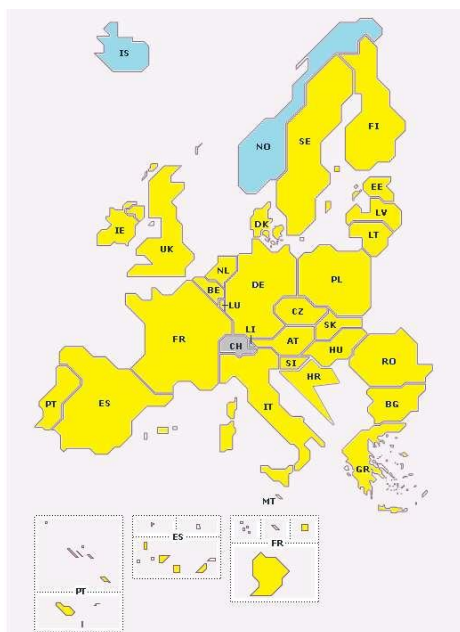 IS
NO
SE
FI
EE
LV
LT
DK
IE
UK
NL
BE
LU
DE
PL
CZ
SK
LI
CH
AT
HU
FR
SI
HR
RO
BG
IT
PT
ES
GR
MT
ES
FR
PT